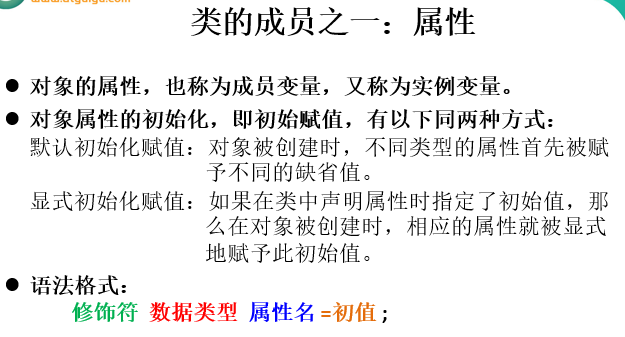 www.atguigu.com
类的成员之一：属性
● 对象的属性，也称为成员变量，又称为实例变量。
● 对象属性的初始化，即初始赋值，有以下同两种方式：
默认初始化赋值：对象被创建时，不同类型的属性首先被赋
予不同的缺省值。
显式初始化赋值：如果在类中声明属性时指定了初始值，那
么在对象被创建时，相应的属性就被显式
地赋予此初始值。
● 语法格式：
修饰符 数据类型 属性名 =初值 ;